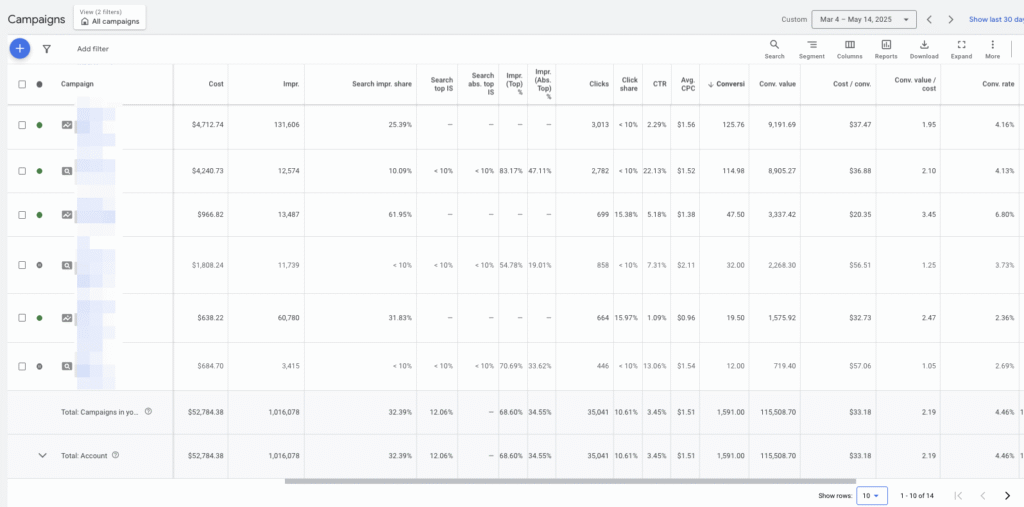 Campaigns
View (2 filters)
All campaigns
Custom Mar 4 – May 14, 2025 Show last 30 day
Add filter
Search Segment Columns Reports Download Expand More
Campaign Cost Impr. Search impr. share Search top IS Search abs. top IS Impr. (Top) % Impr. (Abs. Top) % Clicks Click share CTR Avg. CPC Conversi Conv. value Cost / conv. Conv. value / cost Conv. rate
$4,712.74 131,606 25.39% – – – – 3,013 < 10% 2.29% $1.56 125.76 9,191.69 $37.47 1.95 4.16%
$4,240.73 12,574 10.09% < 10% < 10% 83.17% 47.11% 2,782 < 10% 22.13% $1.52 114.98 8,905.27 $36.88 2.10 4.13%
$966.82 13,487 61.95% – – – – 699 15.38% 5.18% $1.38 47.50 3,337.42 $20.35 3.45 6.80%
$1,808.24 11,739 < 10% < 10% < 10% 54.78% 19.01% 858 < 10% 7.31% $2.11 32.00 2,268.30 $56.51 1.25 3.73%
$638.22 60,780 31.83% – – – – 664 15.97% 1.09% $0.96 19.50 1,575.92 $32.73 2.47 2.36%
$684.70 3,415 < 10% < 10% < 10% 70.69% 33.62% 446 < 10% 13.06% $1.54 12.00 719.40 $57.06 1.05 2.69%
Total: Campaigns in yo... $52,784.38 1,016,078 32.39% 12.06% – 68.60% 34.55% 35,041 10.61% 3.45% $1.51 1,591.00 115,508.70 $33.18 2.19 4.46% 1
Total: Account $52,784.38 1,016,078 32.39% 12.06% – 68.60% 34.55% 35,041 10.61% 3.45% $1.51 1,591.00 115,508.70 $33.18 2.19 4.46% 1
Show rows: 10 1 - 10 of 14